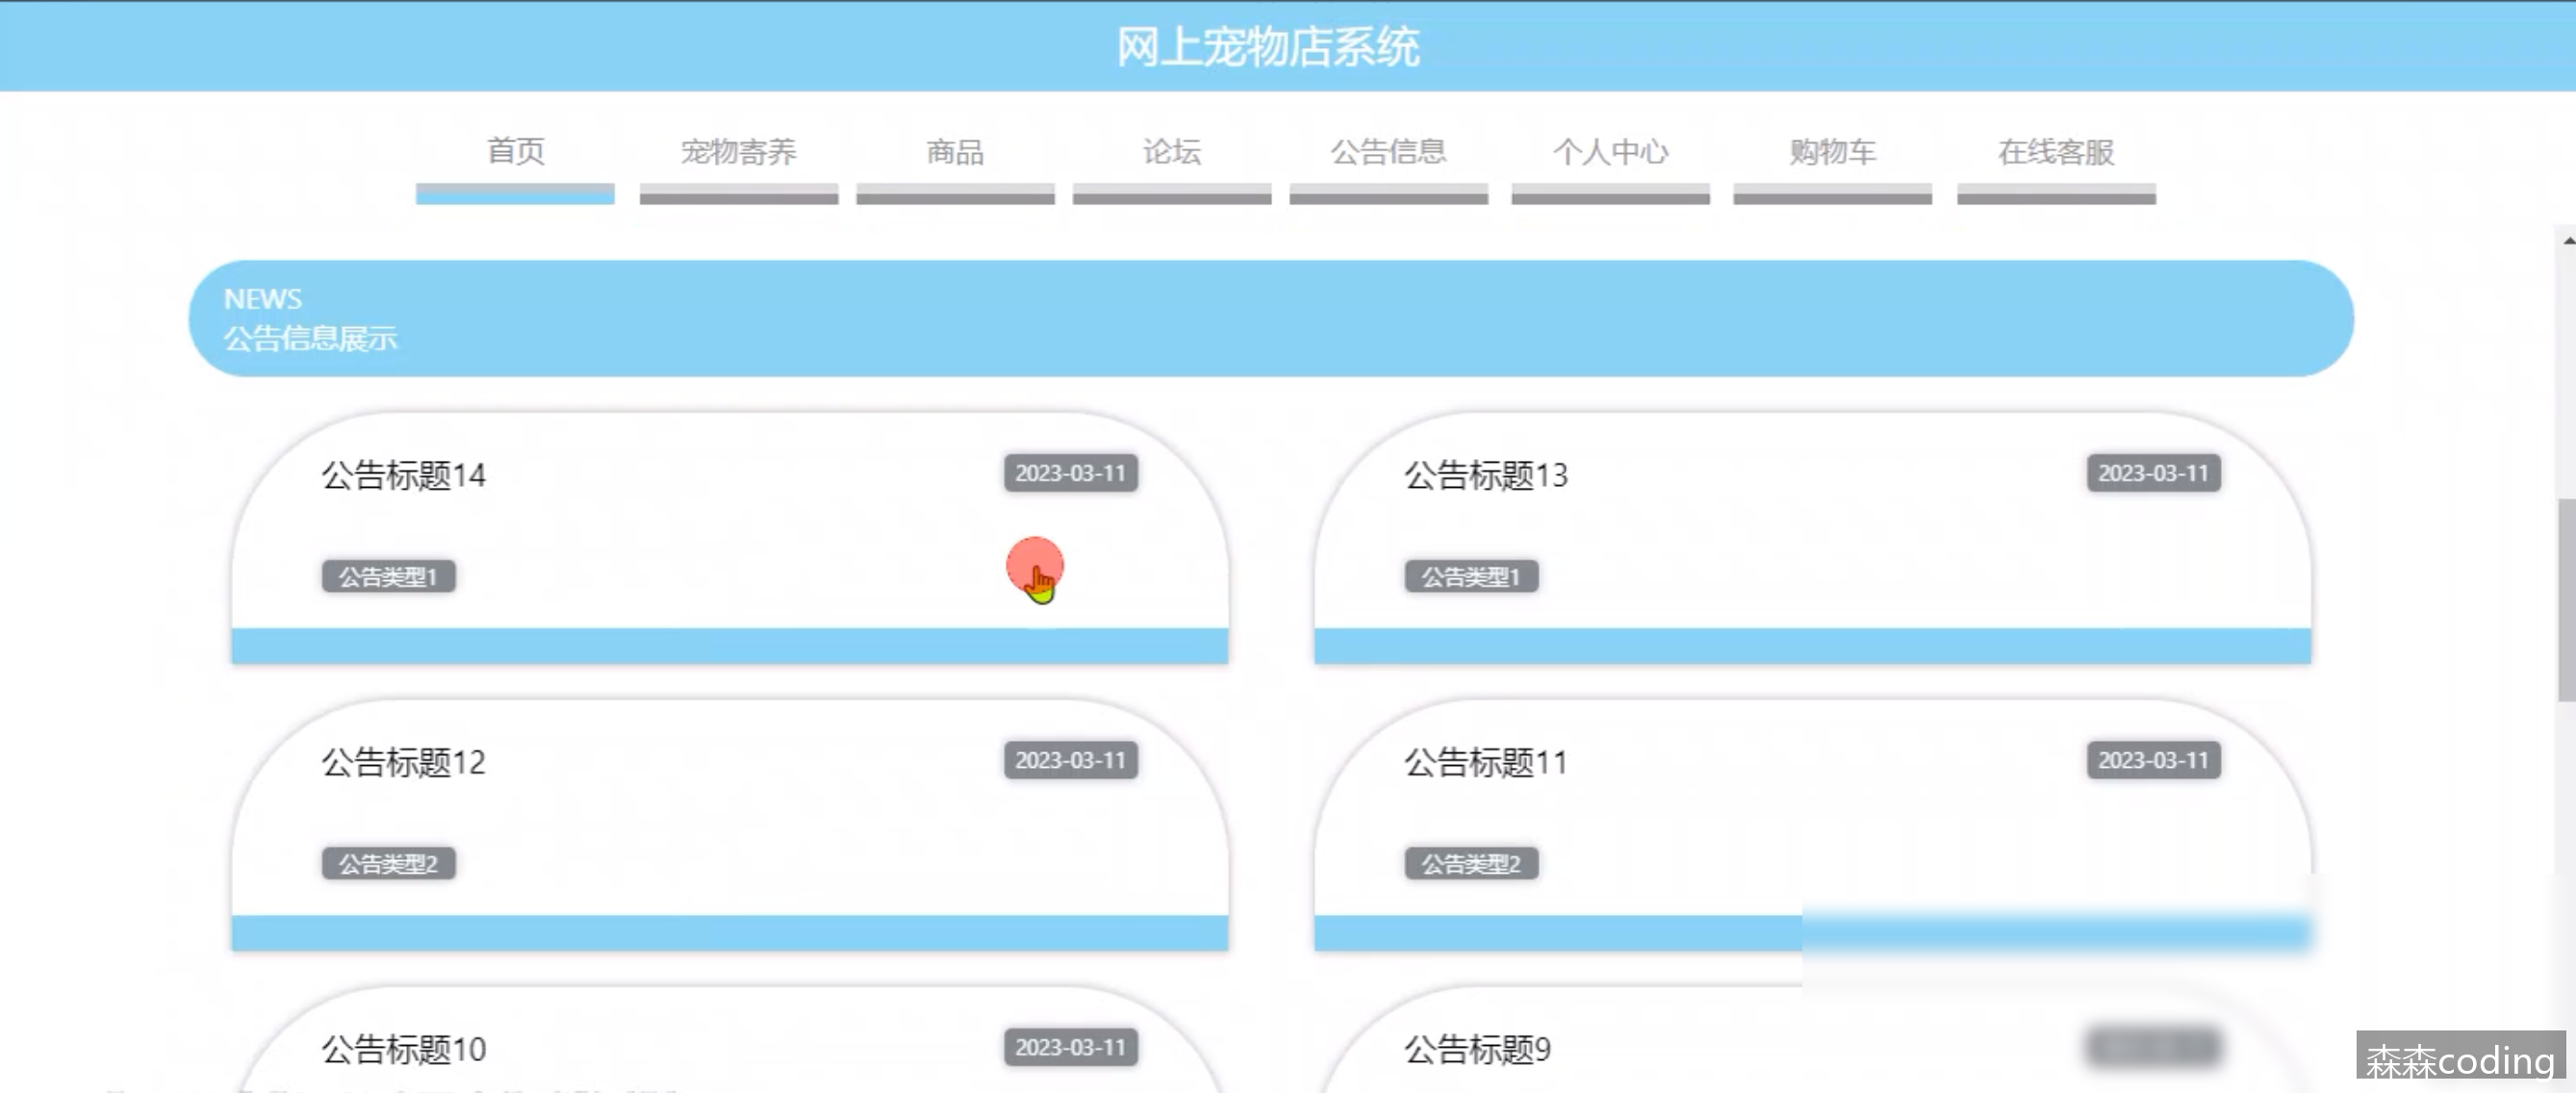 网上宠物店系统
首页 宠物寄养 商品 论坛 公告信息 个人中心 购物车 在线客服
NEWS
公告信息展示
公告标题14 2023-03-11
公告类型1
公告标题13 2023-03-11
公告类型1
公告标题12 2023-03-11
公告类型2
公告标题11 2023-03-11
公告类型2
公告标题10 2023-03-11
公告标题9
森森coding